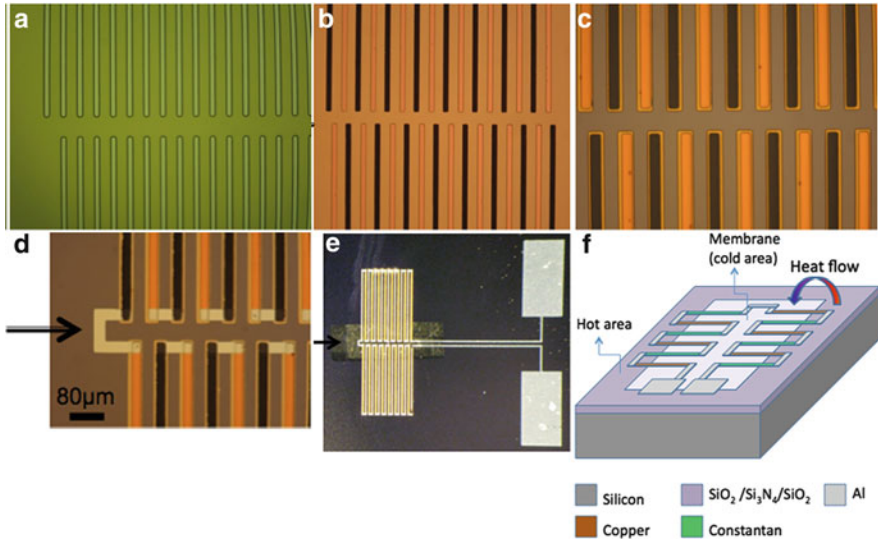 a
b
c
d
80µm
e
f
Membrane
(cold area)
Heat flow
Hot area
Silicon
SiO₂ /Si₃N₄/SiO₂
Al
Copper
Constantan